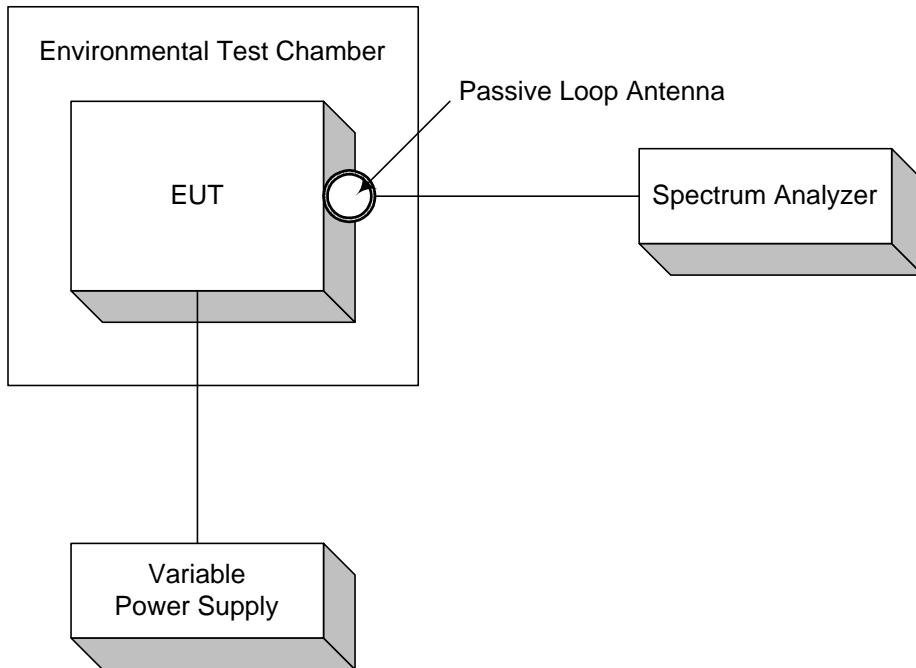 Environmental Test Chamber
Passive Loop Antenna
EUT
Spectrum Analyzer
Variable
Power Supply